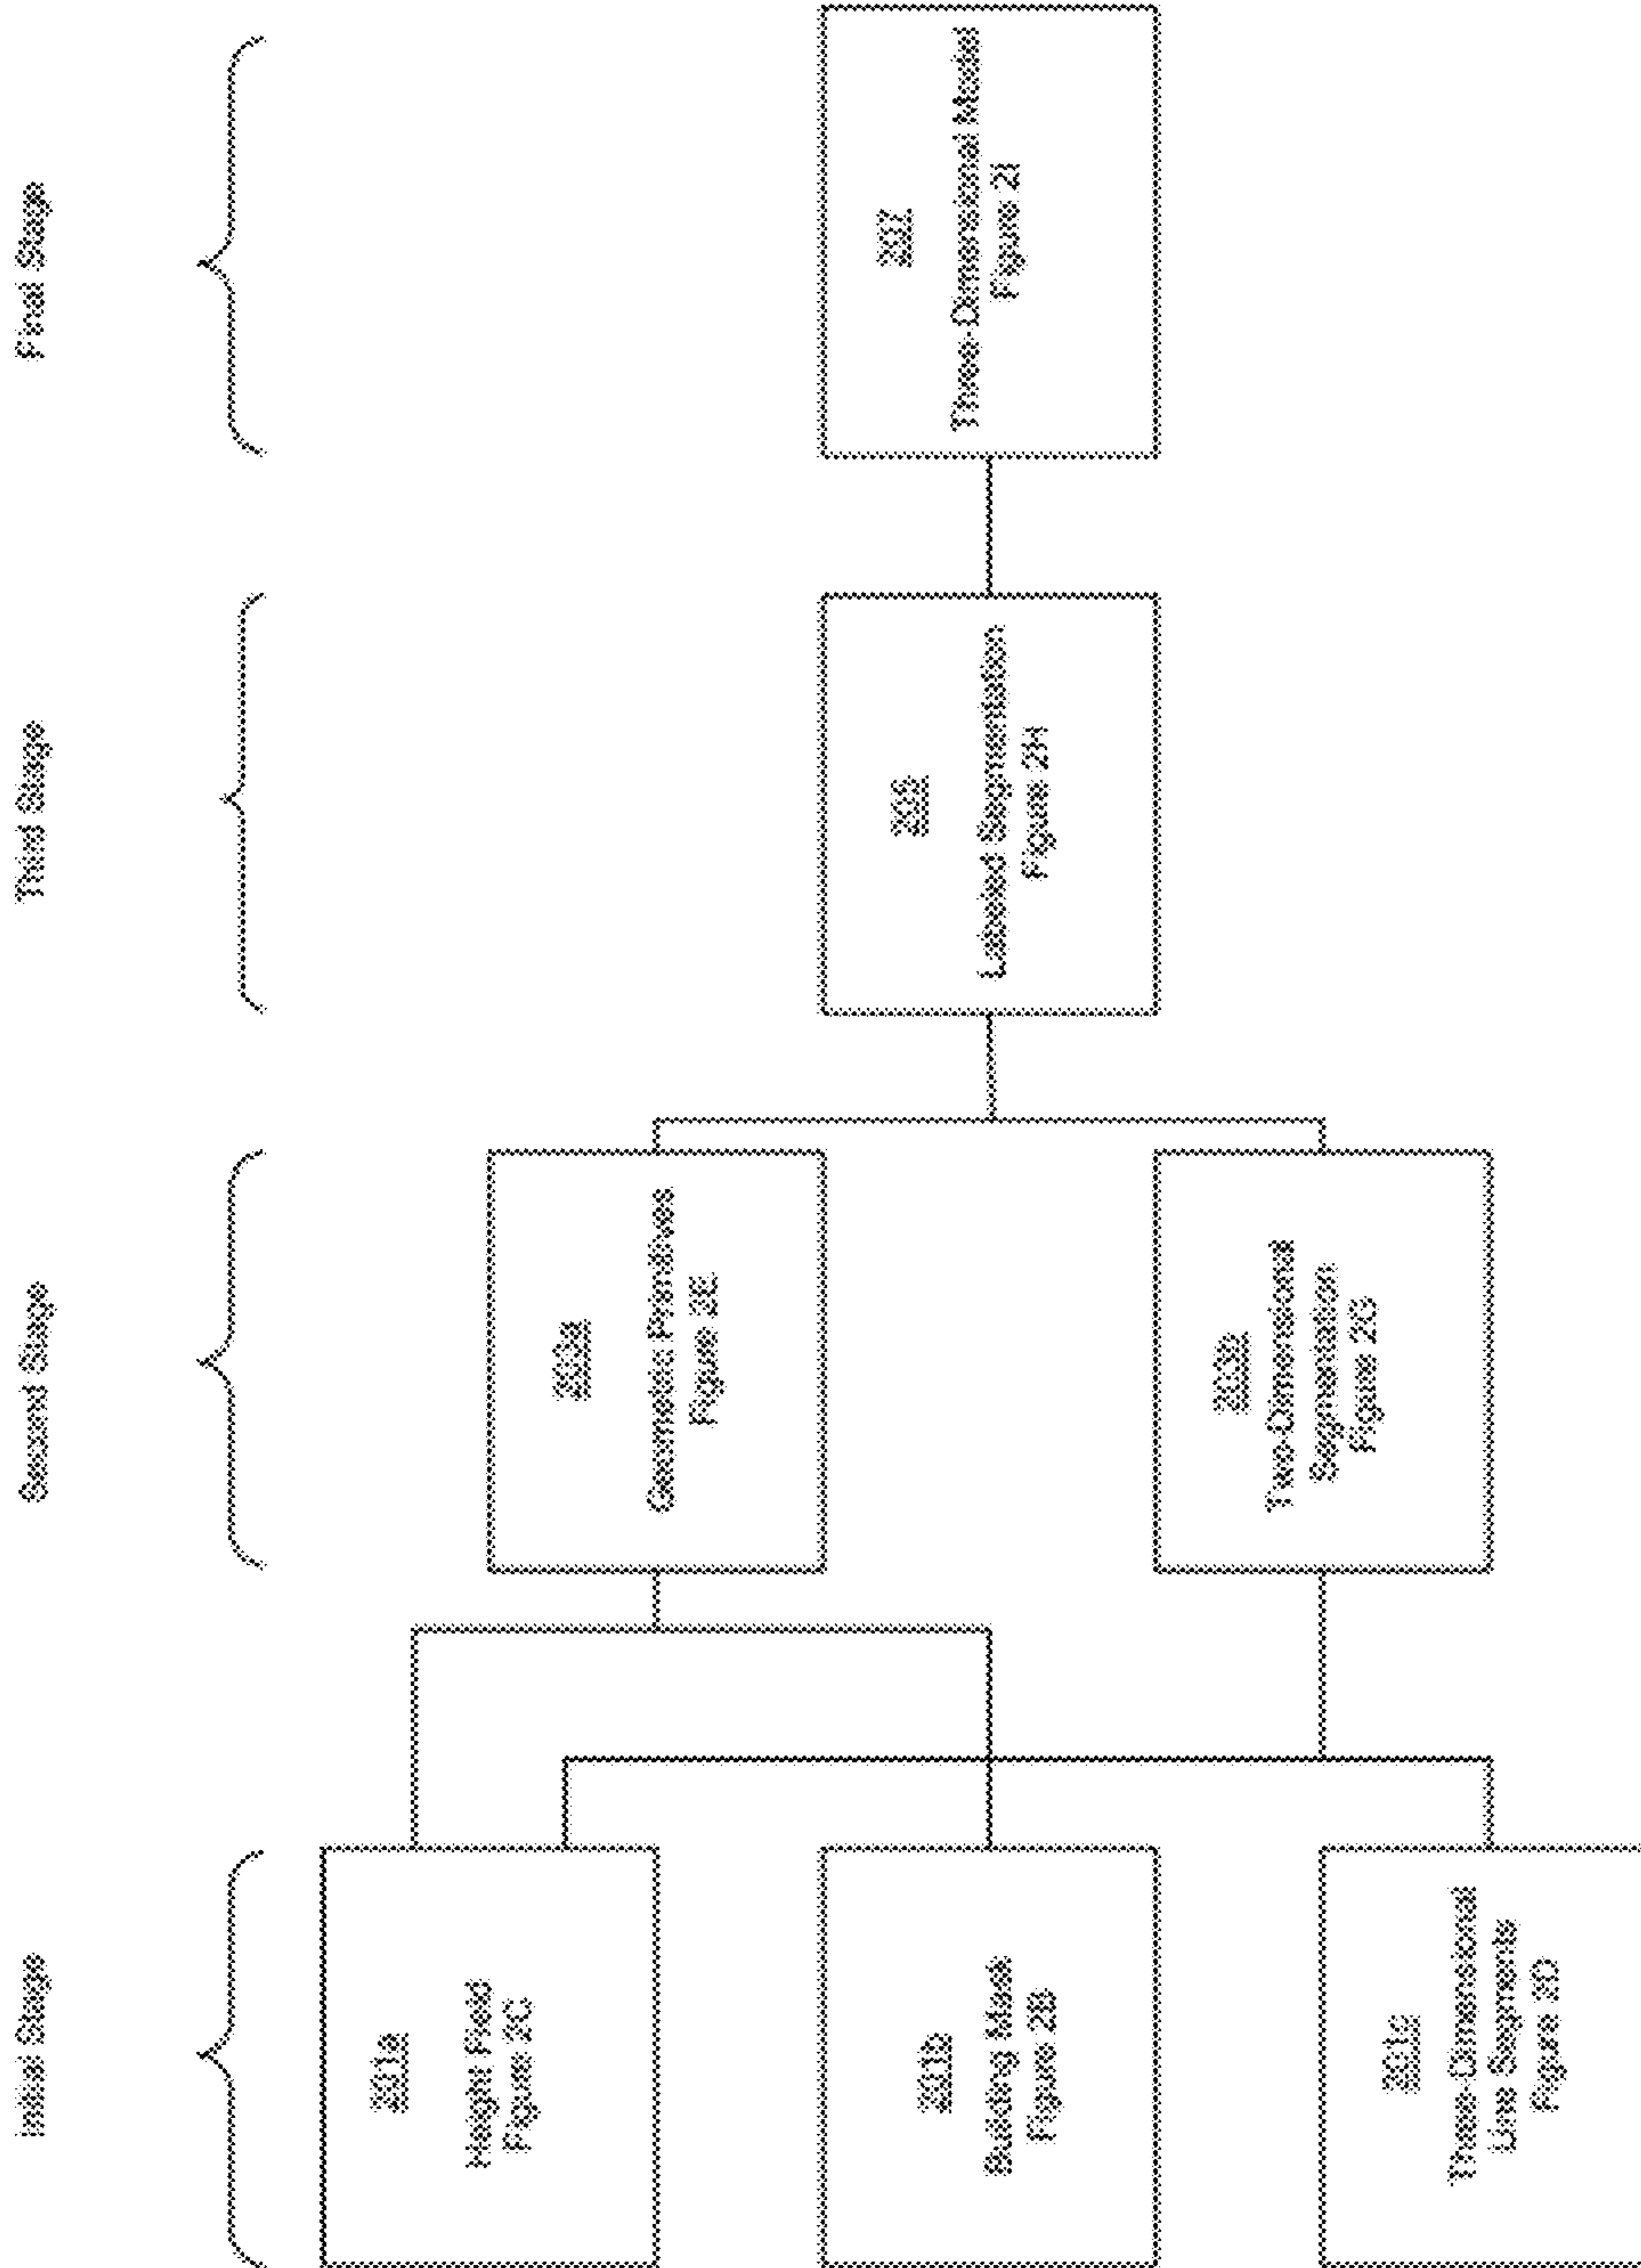 Initial Stage
Second Stage
Third Stage
Final Stage
201a
Height Field
Figure 2C
201b
Building Mask
Figure 2B
201c
Three-Dimensional
Line Segments
Figure 2D
203a
Geometric Primitives
Figure 2E
203b
Two-Dimensional
Segmentation
Figure 2G
205
Labeled Segmentation
Figure 2H
207
Three-Dimensional Model
Figure 2I